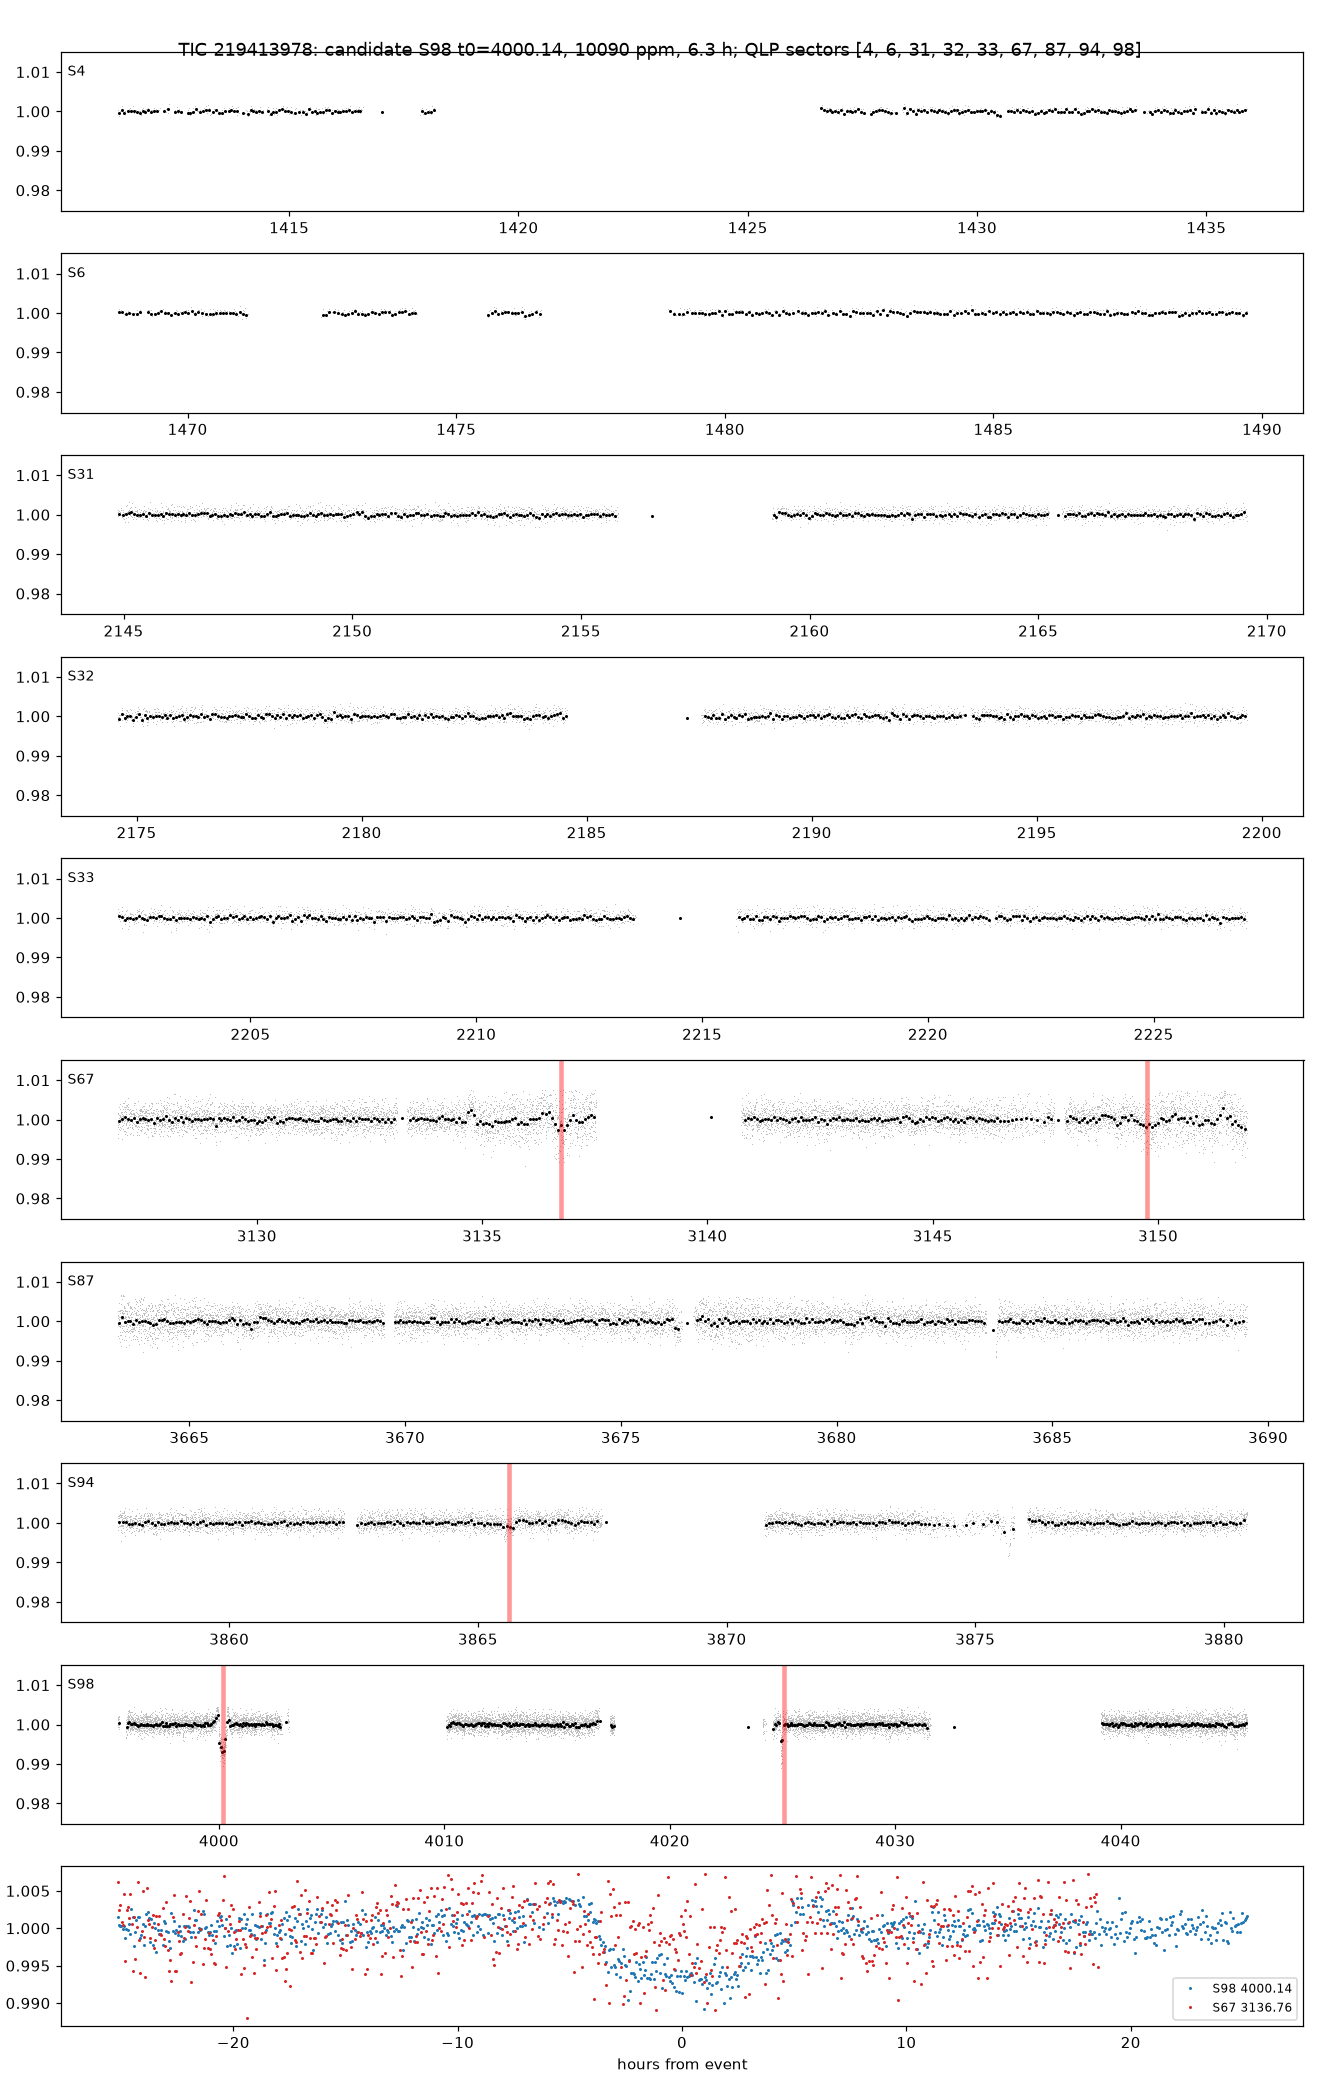 TIC 219413978: candidate S98 t0=4000.14, 10090 ppm, 6.3 h; QLP sectors [4, 6, 31, 32, 33, 67, 87, 94, 98]
S4
1.01
1.00
0.99
0.98
1415 1420 1425 1430 1435
S6
1.01
1.00
0.99
0.98
1470 1475 1480 1485 1490
S31
1.01
1.00
0.99
0.98
2145 2150 2155 2160 2165 2170
S32
1.01
1.00
0.99
0.98
2175 2180 2185 2190 2195 2200
S33
1.01
1.00
0.99
0.98
2205 2210 2215 2220 2225
S67
1.01
1.00
0.99
0.98
3130 3135 3140 3145 3150
S87
1.01
1.00
0.99
0.98
3665 3670 3675 3680 3685 3690
S94
1.01
1.00
0.99
0.98
3860 3865 3870 3875 3880
S98
1.01
1.00
0.99
0.98
4000 4010 4020 4030 4040
1.005
1.000
0.995
0.990
S98 4000.14
S67 3136.76
−20 −10 0 10 20
hours from event